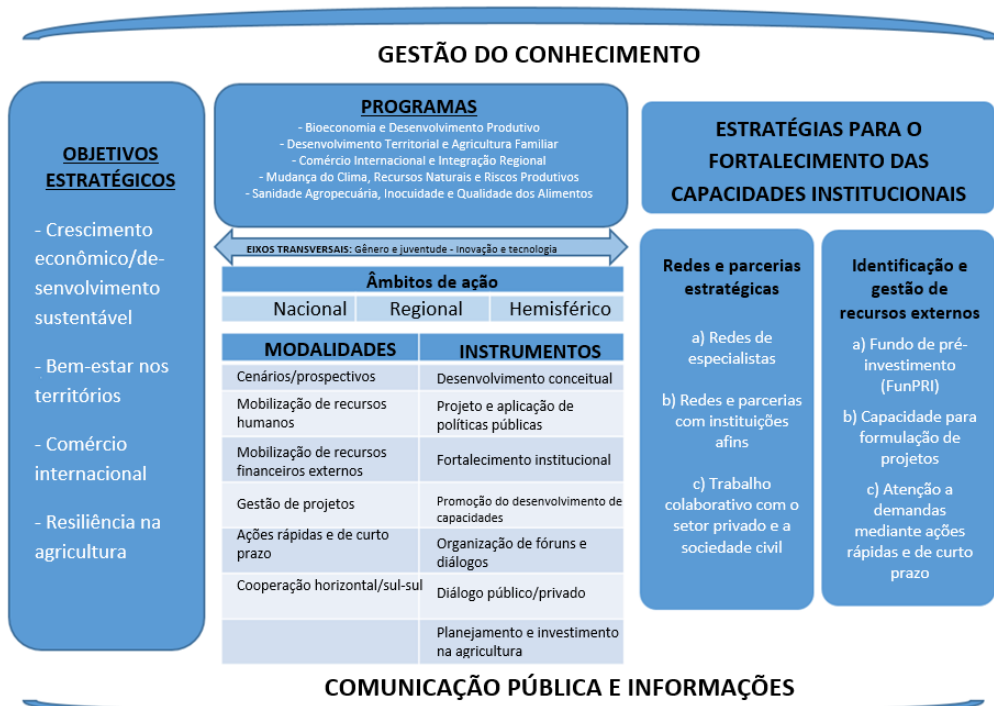 GESTÃO DO CONHECIMENTO
OBJETIVOS
ESTRATÉGICOS
- Crescimento
econômico/de-
senvolvimento
sustentável
- Bem-estar nos
territórios
- Comércio
internacional
- Resiliência na
agricultura
PROGRAMAS
- Bioeconomia e Desenvolvimento Produtivo
- Desenvolvimento Territorial e Agricultura Familiar
- Comércio Internacional e Integração Regional
- Mudança do Clima, Recursos Naturais e Riscos Produtivos
- Sanidade Agropecuária, Inocuidade e Qualidade dos Alimentos
EIXOS TRANSVERSAIS: Gênero e juventude - Inovação e tecnologia
Âmbitos de ação
Nacional Regional Hemisférico
MODALIDADES INSTRUMENTOS
Cenários/prospectivos
Desenvolvimento conceitual
Mobilização de recursos
humanos
Projeto e aplicação de
políticas públicas
Mobilização de recursos
financeiros externos
Fortalecimento institucional
Gestão de projetos
Promoção do desenvolvimento de
capacidades
Ações rápidas e de curto
prazo
Organização de fóruns e
diálogos
Cooperação horizontal/sul-sul
Diálogo público/privado
Planejamento e investimento
na agricultura
ESTRATÉGIAS PARA O
FORTALECIMENTO DAS
CAPACIDADES INSTITUCIONAIS
Redes e parcerias
estratégicas
a) Redes de
especialistas
b) Redes e parcerias
com instituições
afins
c) Trabalho
colaborativo com o
setor privado e a
sociedade civil
Identificação e
gestão de
recursos externos
a) Fundo de pré-
investimento
(FunPRI)
b) Capacidade para
formulação de
projetos
c) Atenção a
demandas
mediante ações
rápidas e de curto
prazo
COMUNICAÇÃO PÚBLICA E INFORMAÇÕES